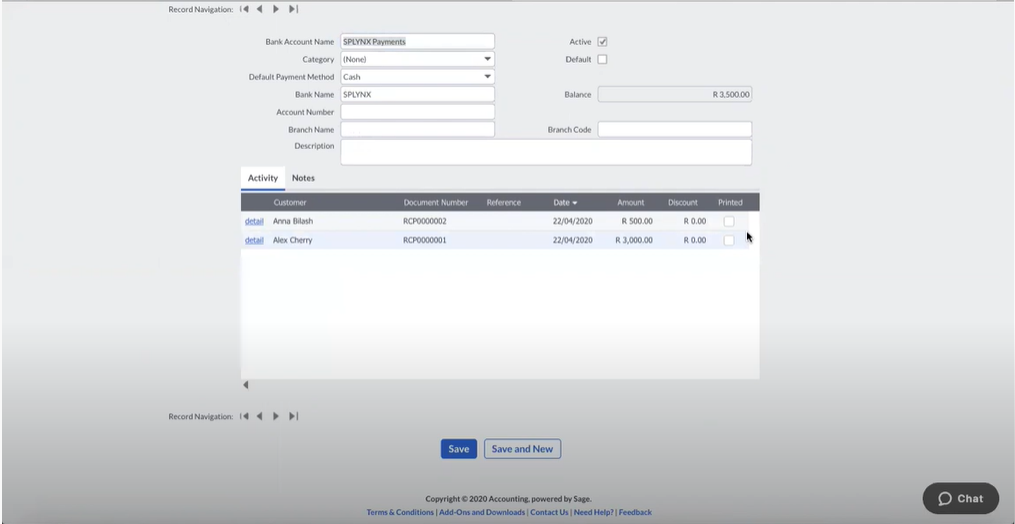 Record Navigation:
Bank Account Name SPLYNX Payments Active
Category (None) Default
Default Payment Method Cash
Bank Name SPLYNX Balance R 3,500.00
Account Number
Branch Name Branch Code
Description
Activity Notes
Customer Document Number Reference Date Amount Discount Printed
detail Anna Bilash RCP0000002 22/04/2020 R 500.00 R 0.00
detail Alex Cherry RCP0000001 22/04/2020 R 3,000.00 R 0.00
Record Navigation:
Save Save and New
Copyright © 2020 Accounting, powered by Sage.
Terms & Conditions | Add-Ons and Downloads | Contact Us | Need Help? | Feedback
Chat